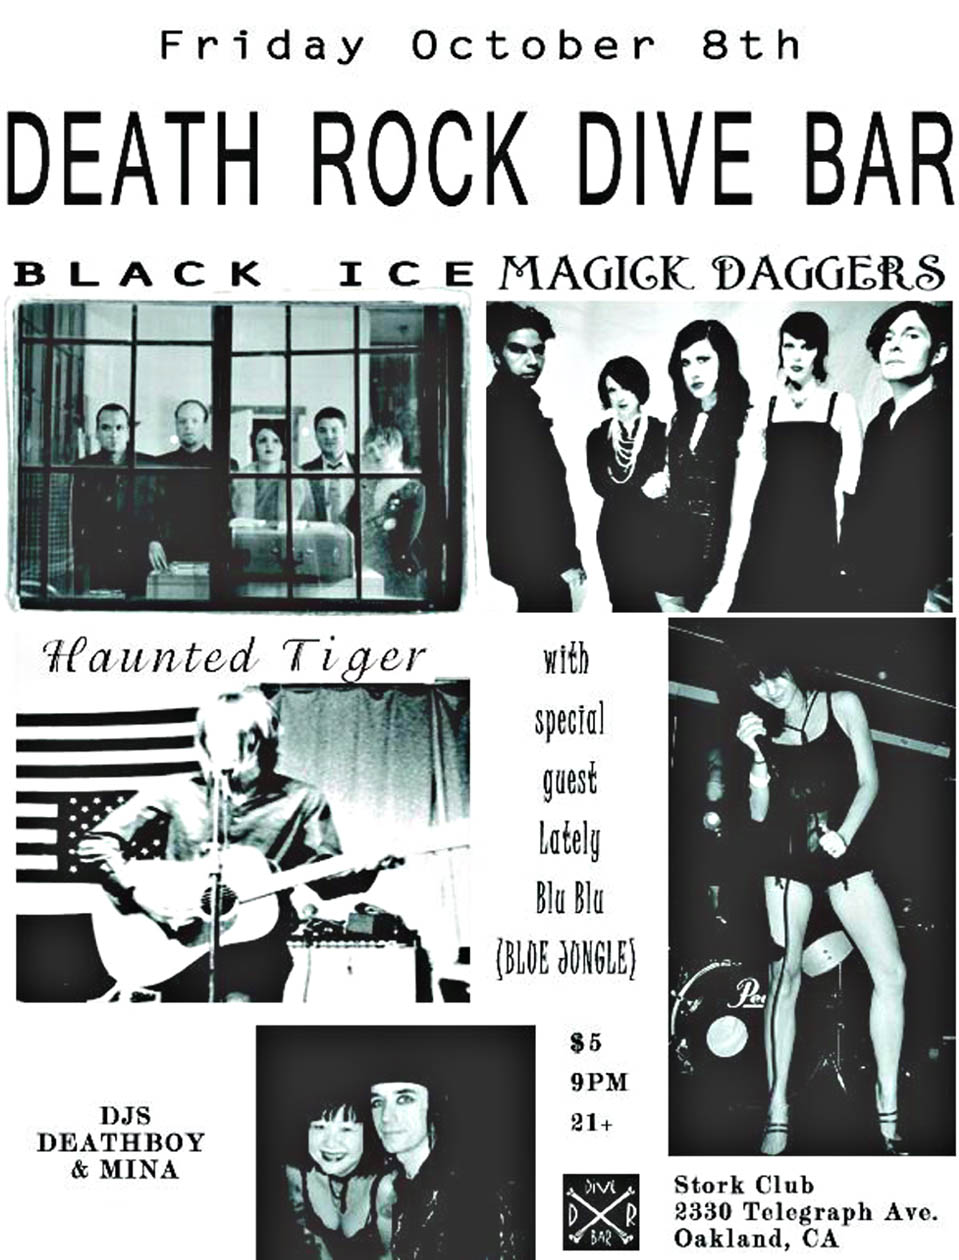 Friday October 8th
DEATH ROCK DIVE BAR
BLACK ICE
MAGICK DAGGERS
Haunted Tiger
with
special
guest
Lately
Blu Blu
{BLUE JUNGLE}
$5
9PM
21+
DJS
DEATHBOY
& MINA
DIVE
D R
BAR
Stork Club
2330 Telegraph Ave.
Oakland, CA